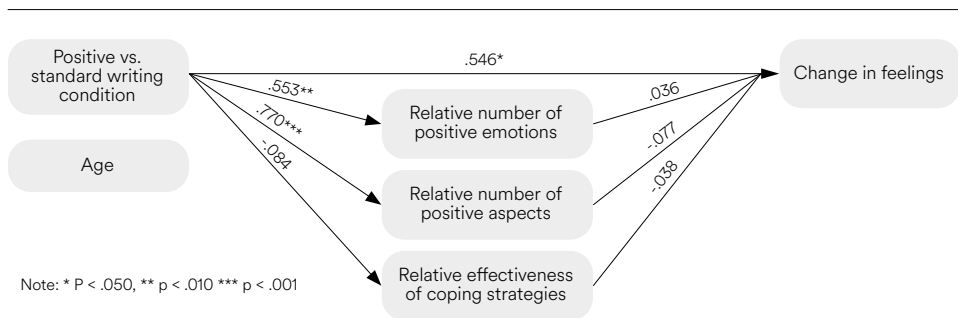 Positive vs.
standard writing
condition
Age
.546*
.553**
.770***
-.084
Relative number of
positive emotions
Relative number of
positive aspects
Relative effectiveness
of coping strategies
.036
-.077
-.038
Change in feelings
Note: * P < .050, ** p < .010 *** p < .001